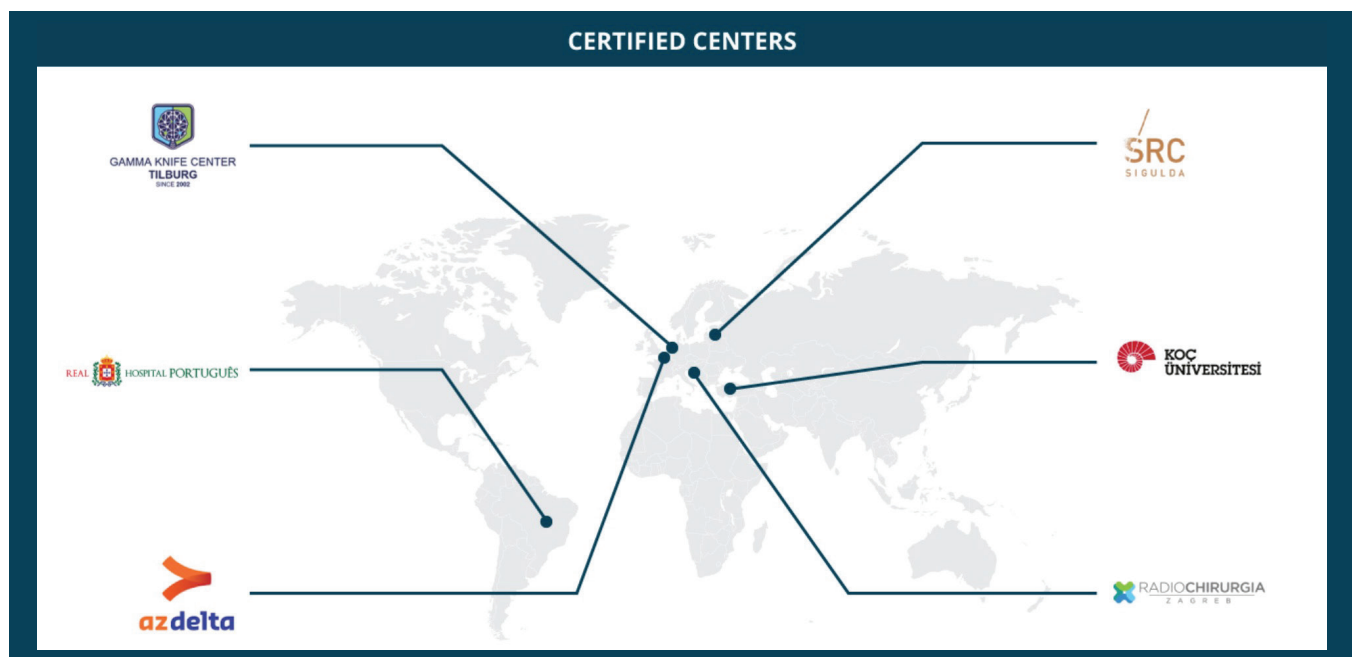 CERTIFIED CENTERS
GAMMA KNIFE CENTER
TILBURG
SINCE 2002
SRC
SIGULDA
REAL HOSPITAL PORTUGUÊS
KOÇ
ÜNİVERSİTESİ
azdelta
RADIOCHIRURGIA
ZAGREB